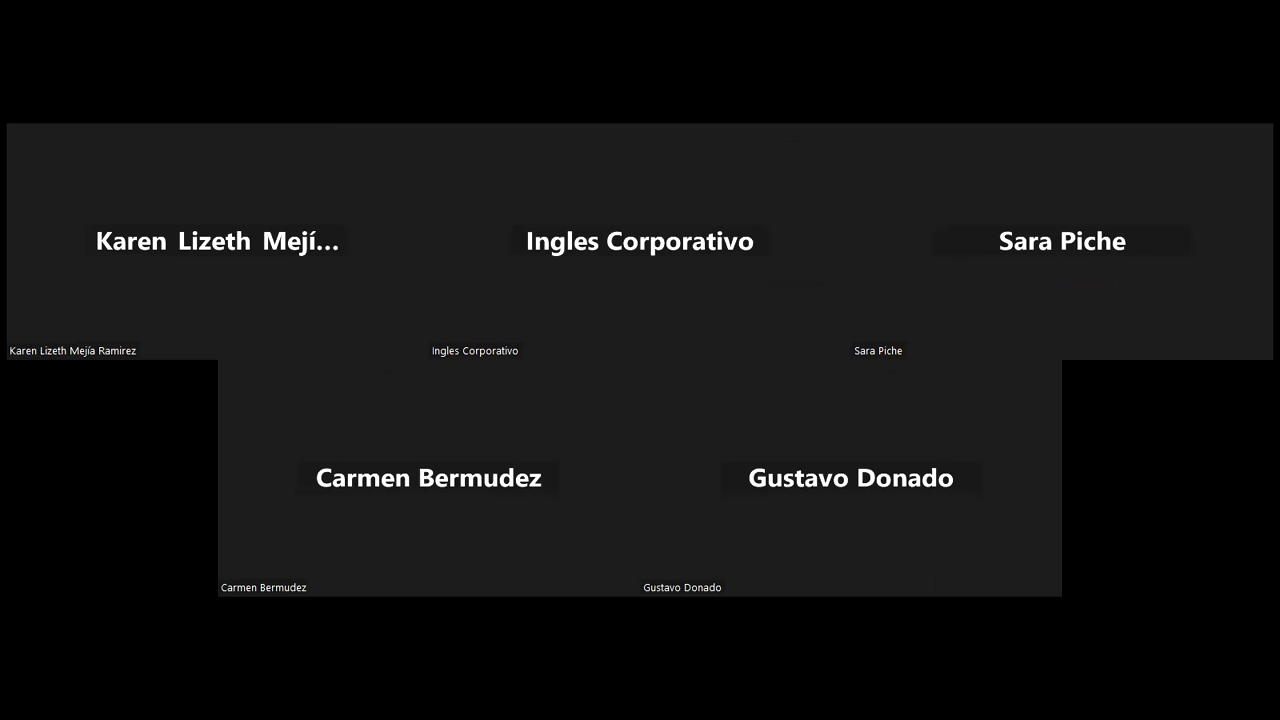 Karen Lizeth Mejí...
Ingles Corporativo
Sara Piche
Karen Lizeth Mejía Ramirez
Ingles Corporativo
Sara Piche
Carmen Bermudez
Gustavo Donado
Carmen Bermudez
Gustavo Donado